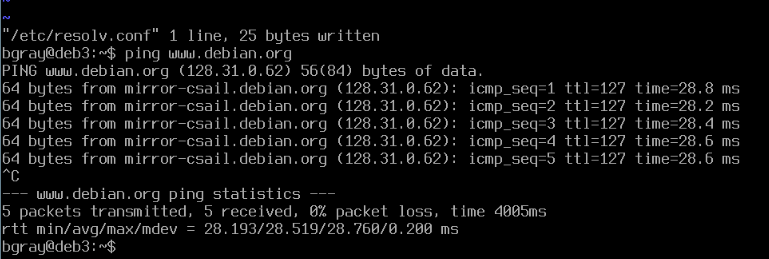 ~
~
"/etc/resolv.conf" 1 line, 25 bytes written
bgray@deb3:~$ ping www.debian.org
PING www.debian.org (128.31.0.62) 56(84) bytes of data.
64 bytes from mirror-csail.debian.org (128.31.0.62): icmp_seq=1 ttl=127 time=28.8 ms
64 bytes from mirror-csail.debian.org (128.31.0.62): icmp_seq=2 ttl=127 time=28.2 ms
64 bytes from mirror-csail.debian.org (128.31.0.62): icmp_seq=3 ttl=127 time=28.4 ms
64 bytes from mirror-csail.debian.org (128.31.0.62): icmp_seq=4 ttl=127 time=28.6 ms
64 bytes from mirror-csail.debian.org (128.31.0.62): icmp_seq=5 ttl=127 time=28.6 ms
^C
--- www.debian.org ping statistics ---
5 packets transmitted, 5 received, 0% packet loss, time 4005ms
rtt min/avg/max/mdev = 28.193/28.519/28.760/0.200 ms
bgray@deb3:~$